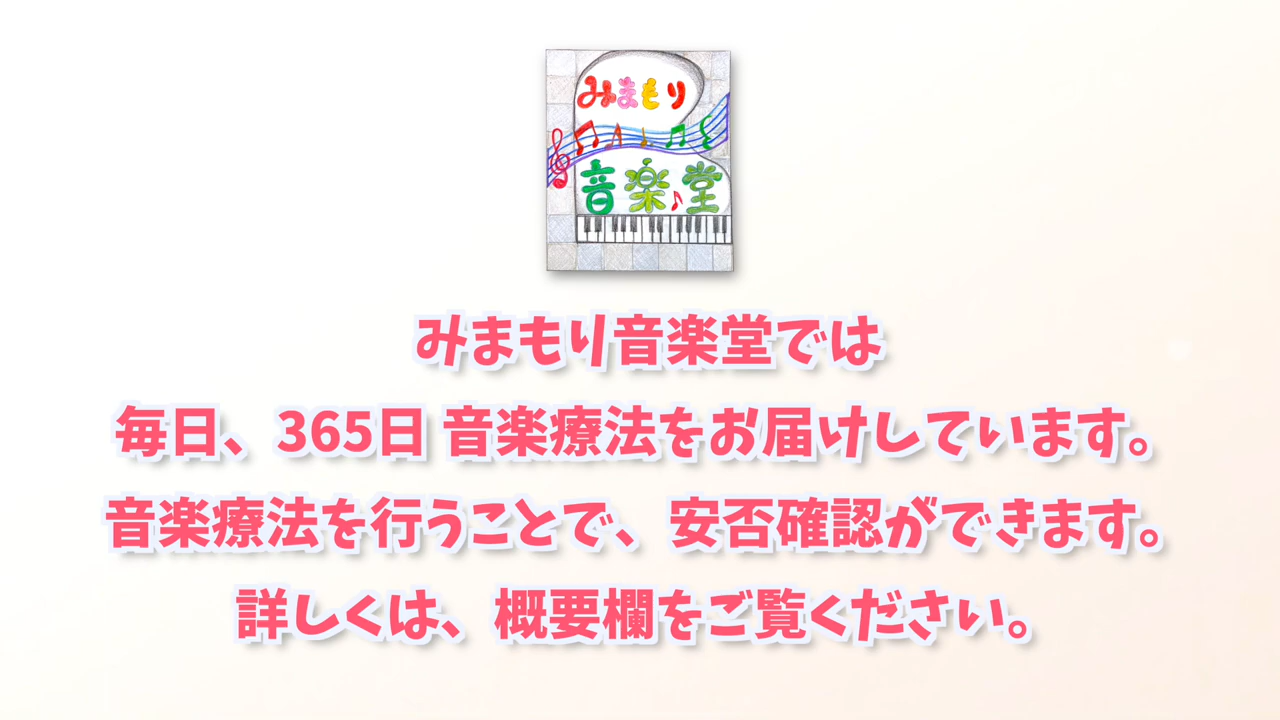 みまもり
音楽堂
みまもり音楽堂では
毎日、365日 音楽療法をお届けしています。
音楽療法を行うことで、安否確認ができます。
詳しくは、概要欄をご覧ください。